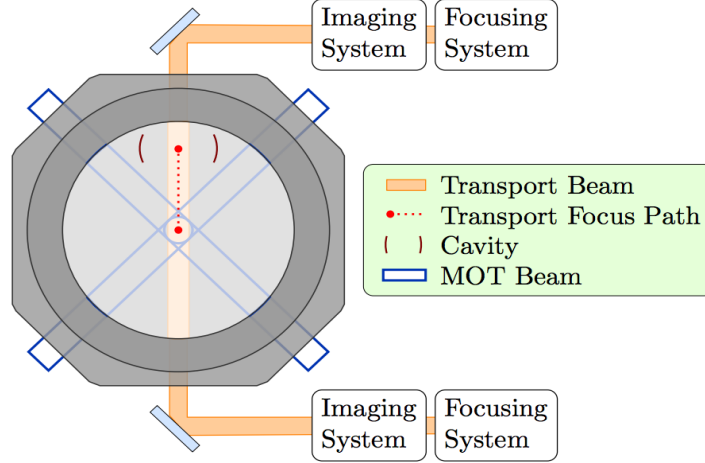 Imaging
System
Focusing
System
Transport Beam
Transport Focus Path
Cavity
MOT Beam
Imaging
System
Focusing
System